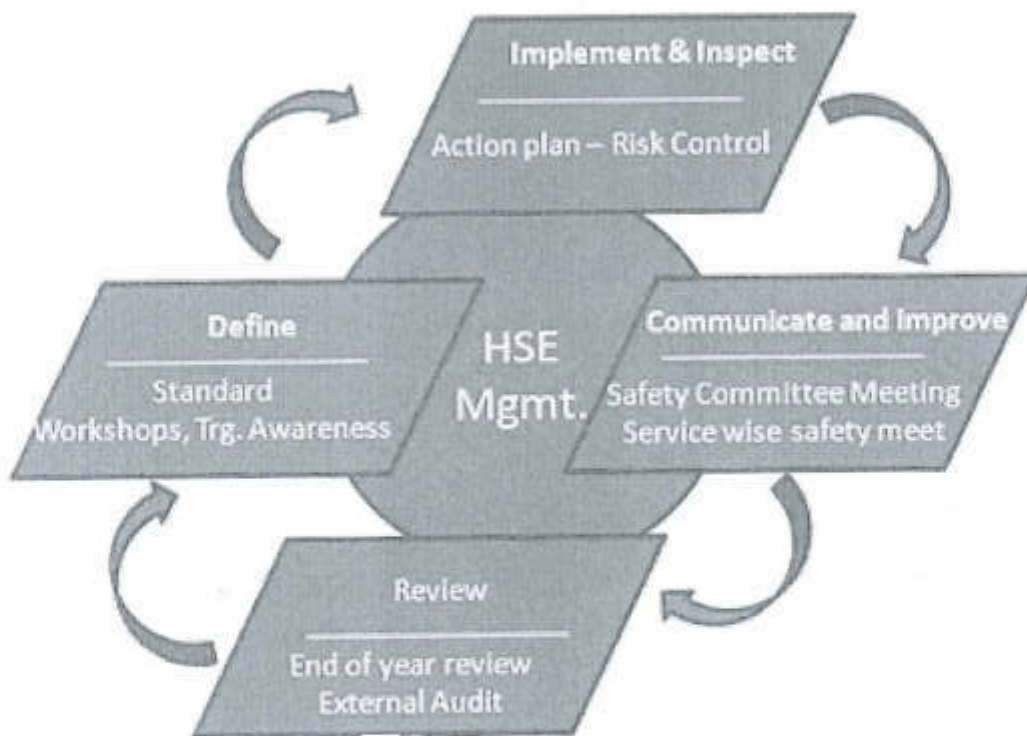 Implement & Inspect
Action plan – Risk Control
Define
Standard
Workshops, Trg. Awareness
HSE
Mgmt.
Communicate and Improve
Safety Committee Meeting
Service wise safety meet
Review
End of year review
External Audit